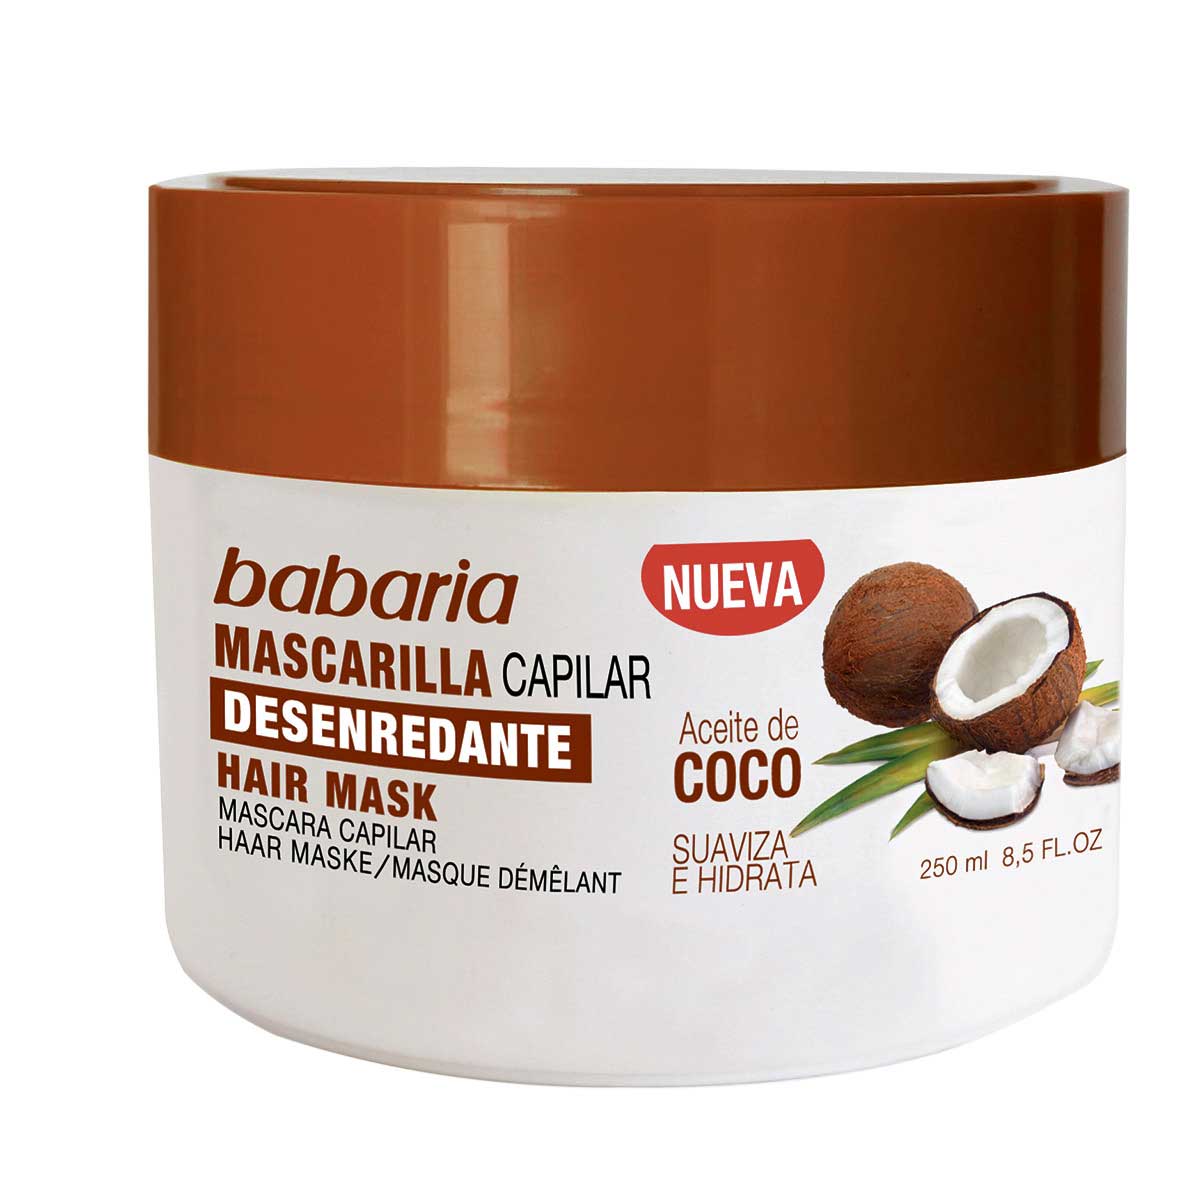 babaria
MASCARILLA CAPILAR
DESENREDANTE
HAIR MASK
MASCARA CAPILAR
HAAR MASKE/MASQUE DÉMÊLANT
NUEVA
Aceite de
COCO
SUAVIZA
E HIDRATA
250 ml 8,5 FL.OZ